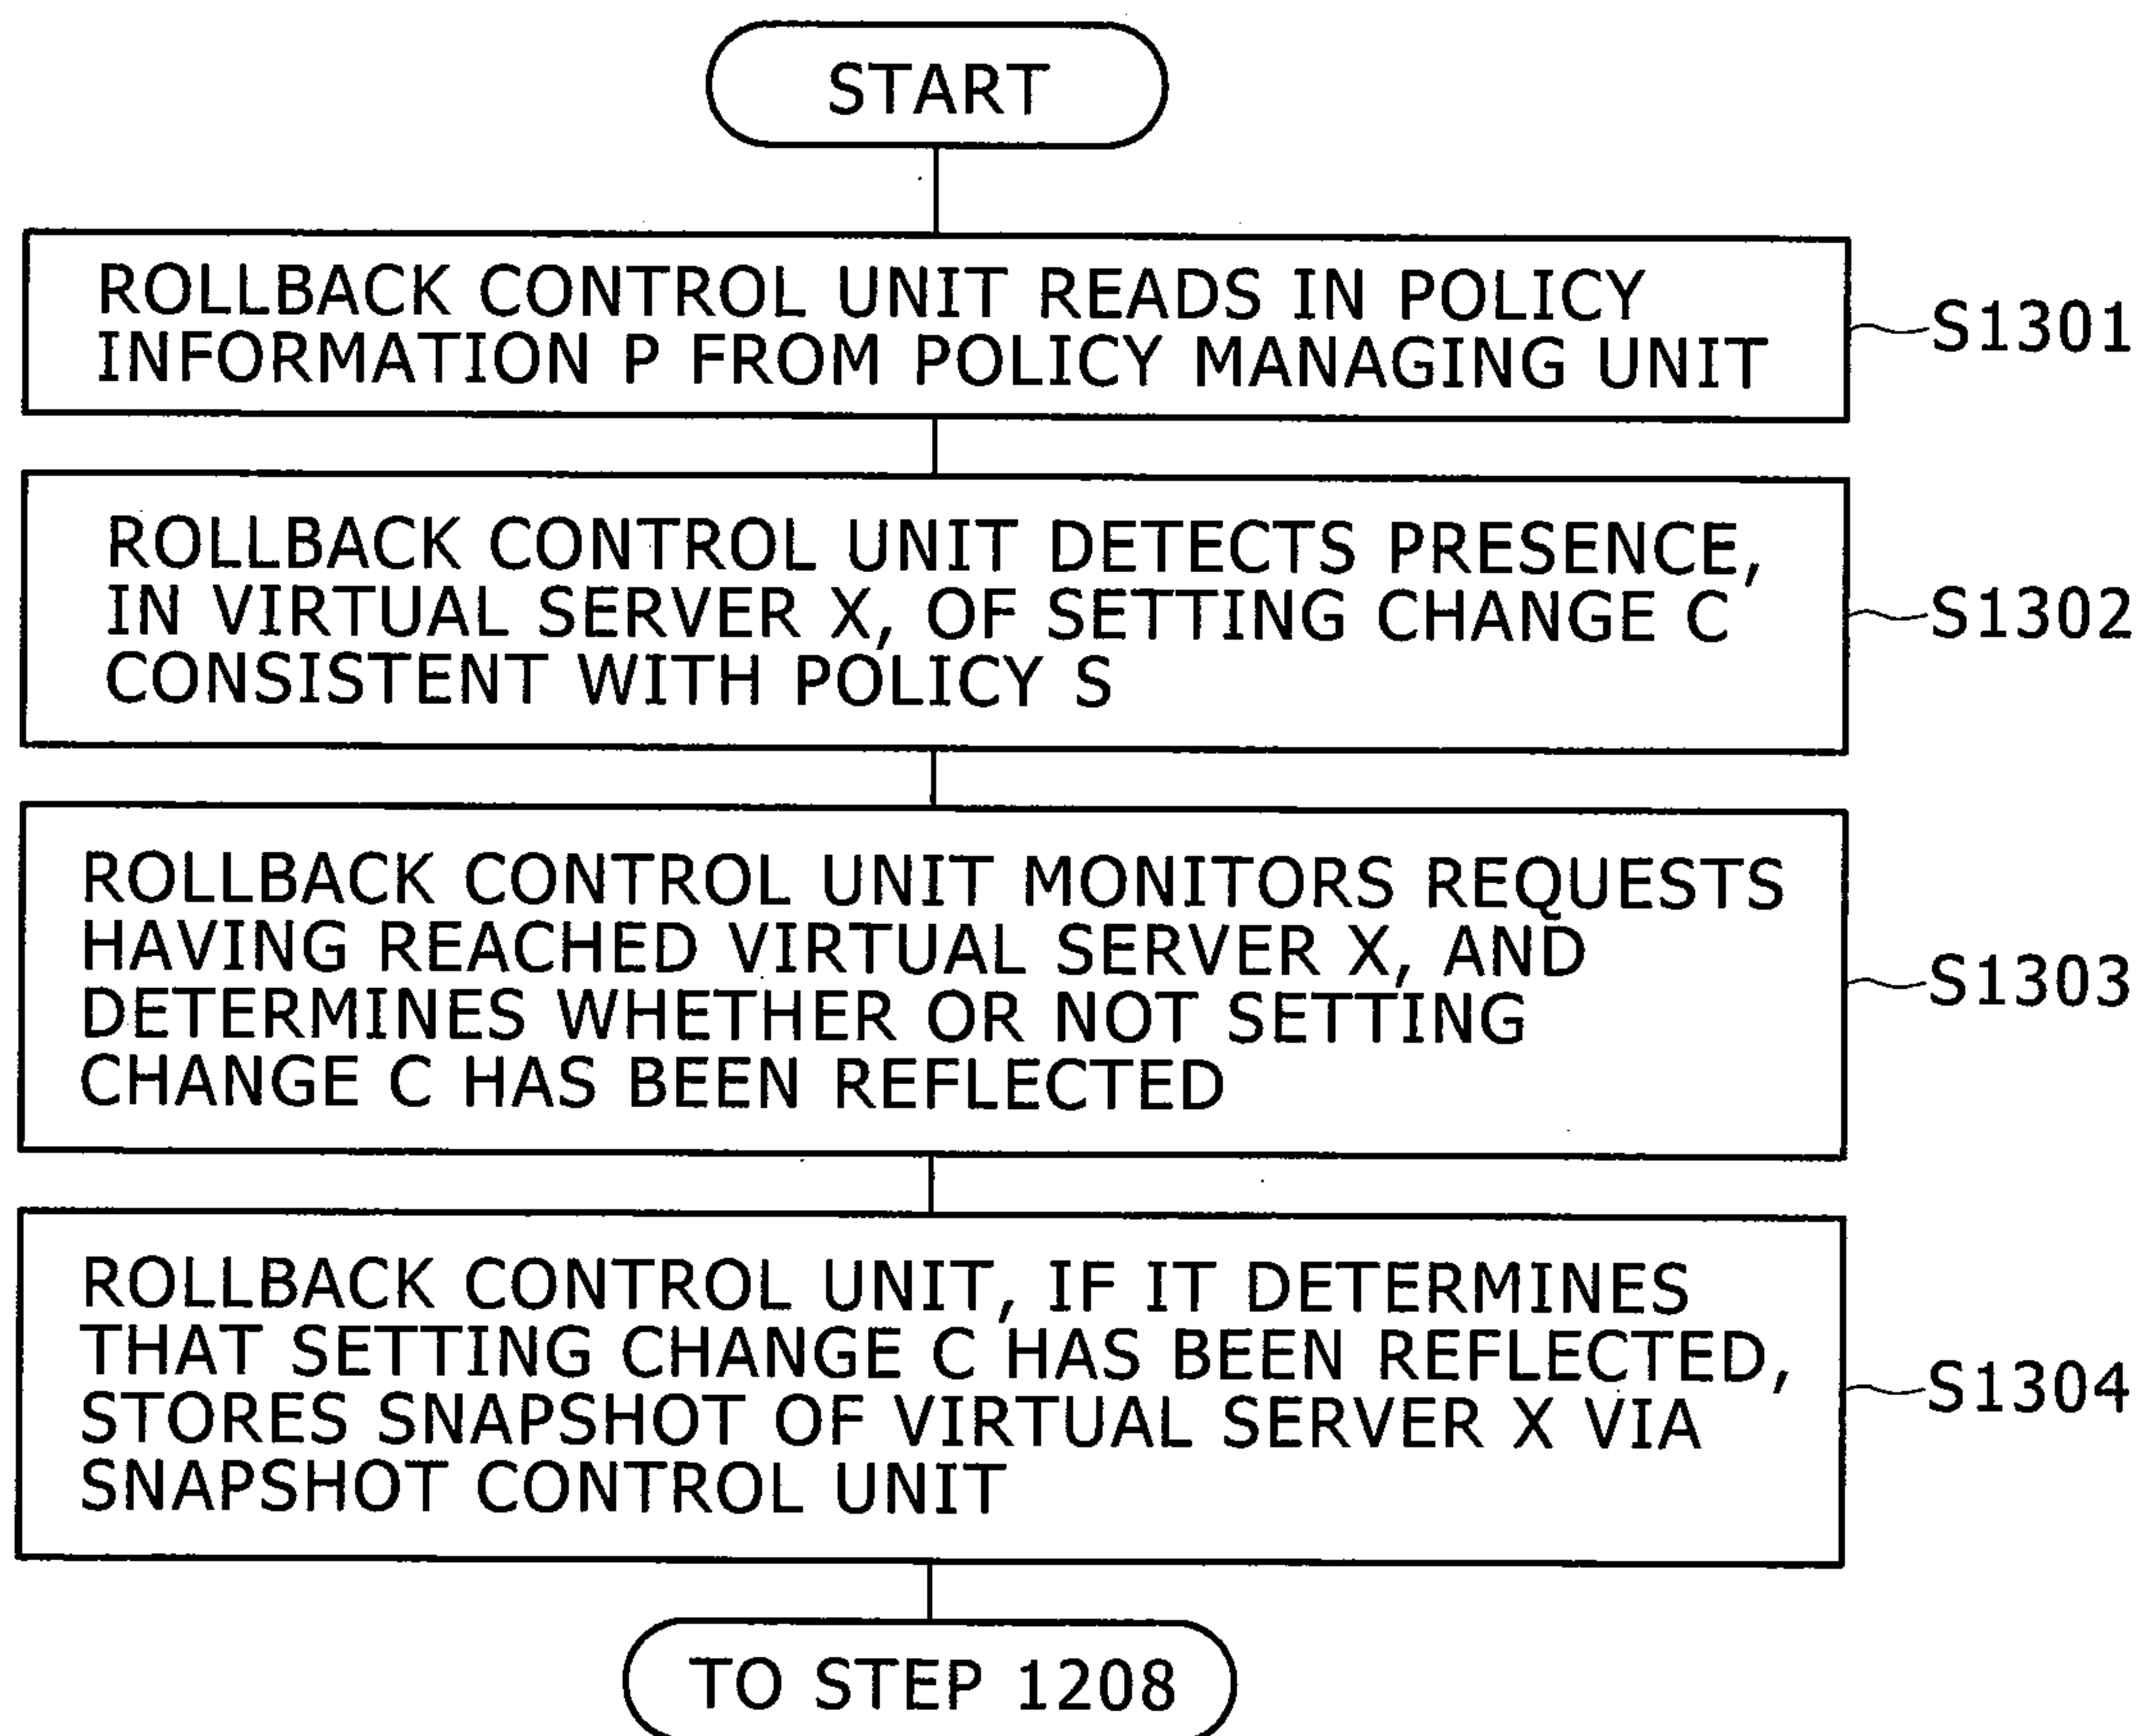 START
ROLLBACK CONTROL UNIT READS IN POLICY
INFORMATION P FROM POLICY MANAGING UNIT
S1301
ROLLBACK CONTROL UNIT DETECTS PRESENCE,
IN VIRTUAL SERVER X, OF SETTING CHANGE C
CONSISTENT WITH POLICY S
S1302
ROLLBACK CONTROL UNIT MONITORS REQUESTS
HAVING REACHED VIRTUAL SERVER X, AND
DETERMINES WHETHER OR NOT SETTING
CHANGE C HAS BEEN REFLECTED
S1303
ROLLBACK CONTROL UNIT, IF IT DETERMINES
THAT SETTING CHANGE C HAS BEEN REFLECTED,
STORES SNAPSHOT OF VIRTUAL SERVER X VIA
SNAPSHOT CONTROL UNIT
S1304
TO STEP 1208